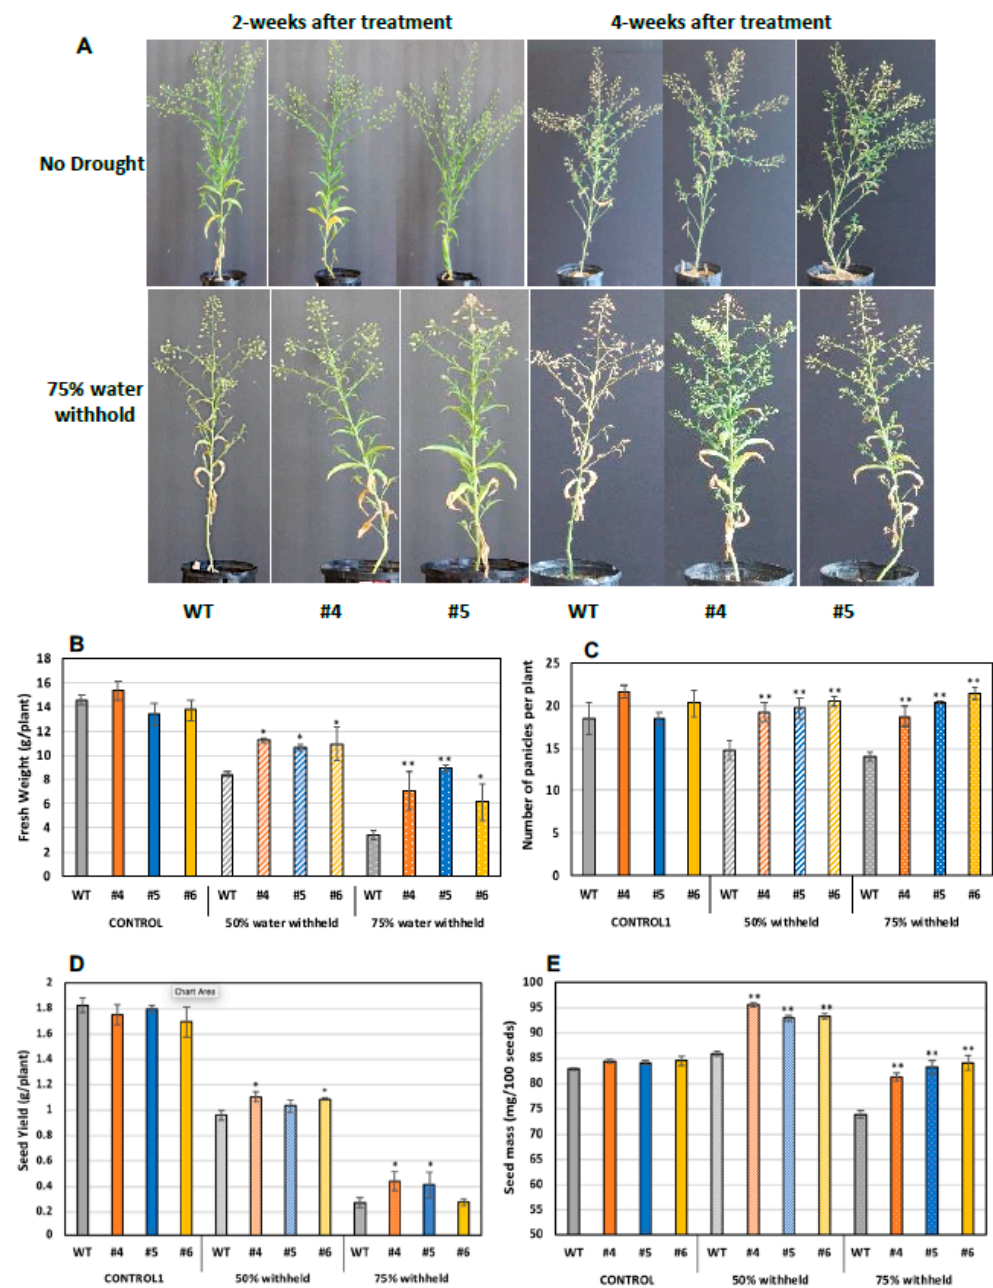 2-weeks after treatment 4-weeks after treatment
A
No Drought
75% water
withhold
WT #4 #5 WT #4 #5
B
Fresh Weight (g/plant)
18
16
14
12
10
8
6
4
2
0
* * * ** ** *
WT #4 #5 #6 WT #4 #5 #6 WT #4 #5 #6
CONTROL 50% water withheld 75% water withheld
C
Number of panicles per plant
25
20
15
10
5
0
** ** ** ** ** **
WT #4 #5 #6 WT #4 #5 #6 WT #4 #5 #6
CONTROL1 50% withheld 75% withheld
D
Seed Yield (g/plant)
2
1.8
1.6
1.4
1.2
1
0.8
0.6
0.4
0.2
0
Chart Area
* * * *
WT #4 #5 #6 WT #4 #5 #6 WT #4 #5 #6
CONTROL1 50% withheld 75% withheld
E
Seed mass (mg/100 seeds)
100
95
90
85
80
75
70
65
60
55
50
** ** ** ** ** **
WT #4 #5 #6 WT #4 #5 #6 WT #4 #5 #6
CONTROL 50% withheld 75% withheld